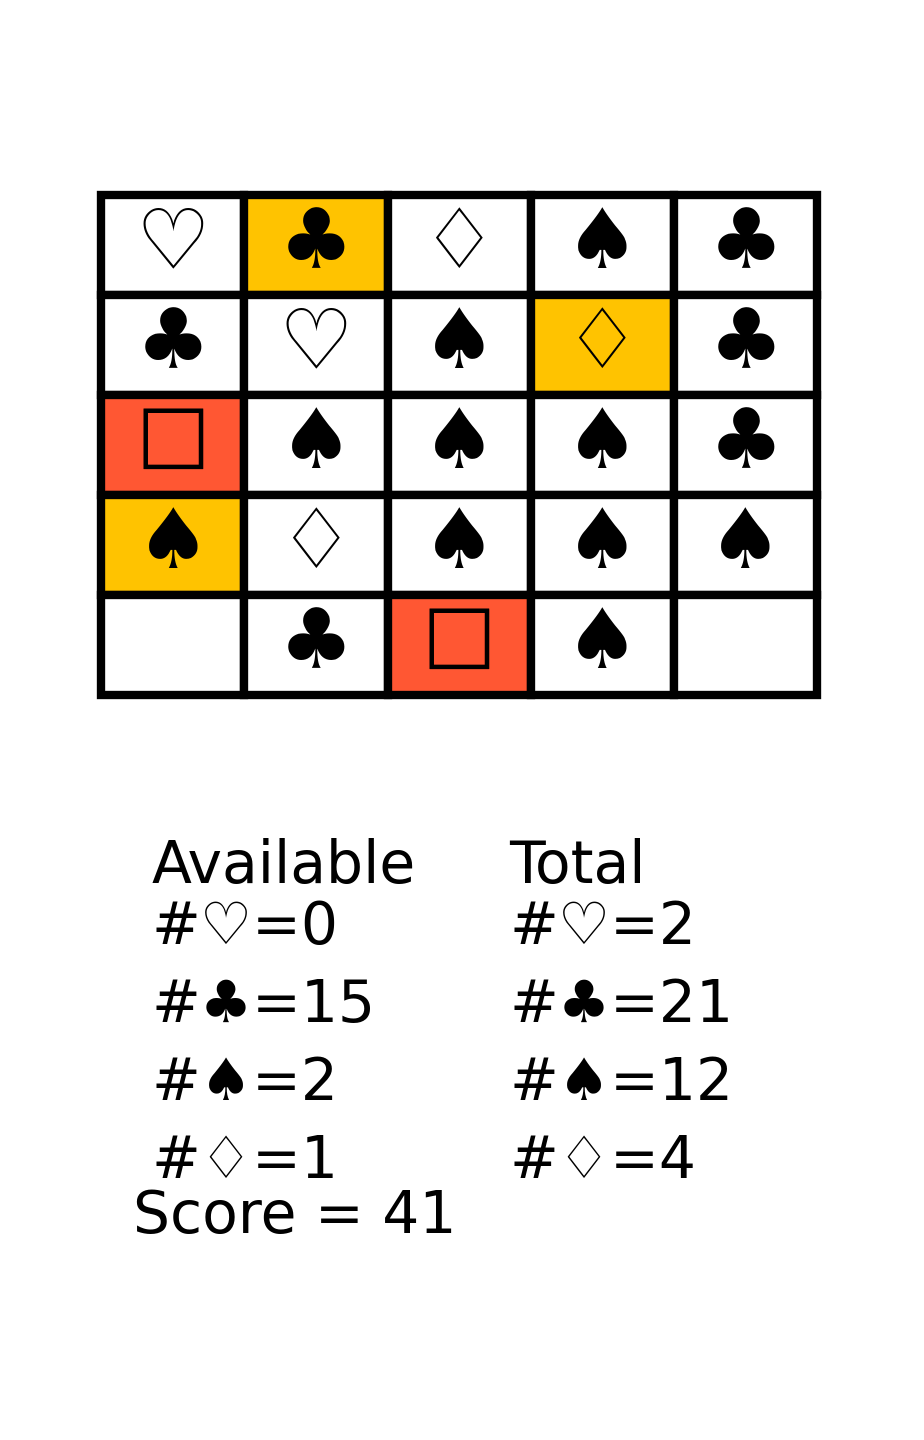 ♡ ♣ ♢ ♠ ♣
♣ ♡ ♠ ♢ ♣
□ ♠ ♠ ♠ ♣
♠ ♢ ♠ ♠ ♠
♣ □ ♠
Available Total
#♡=0 #♡=2
#♣=15 #♣=21
#♠=2 #♠=12
#♢=1 #♢=4
Score = 41